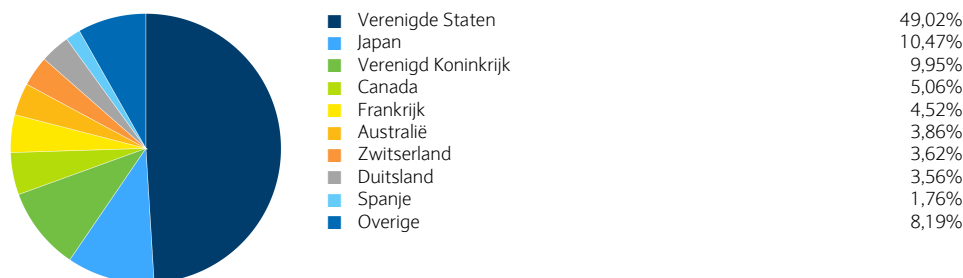 Verenigde Staten 49,02%
Japan 10,47%
Verenigd Koninkrijk 9,95%
Canada 5,06%
Frankrijk 4,52%
Australië 3,86%
Zwitserland 3,62%
Duitsland 3,56%
Spanje 1,76%
Overige 8,19%